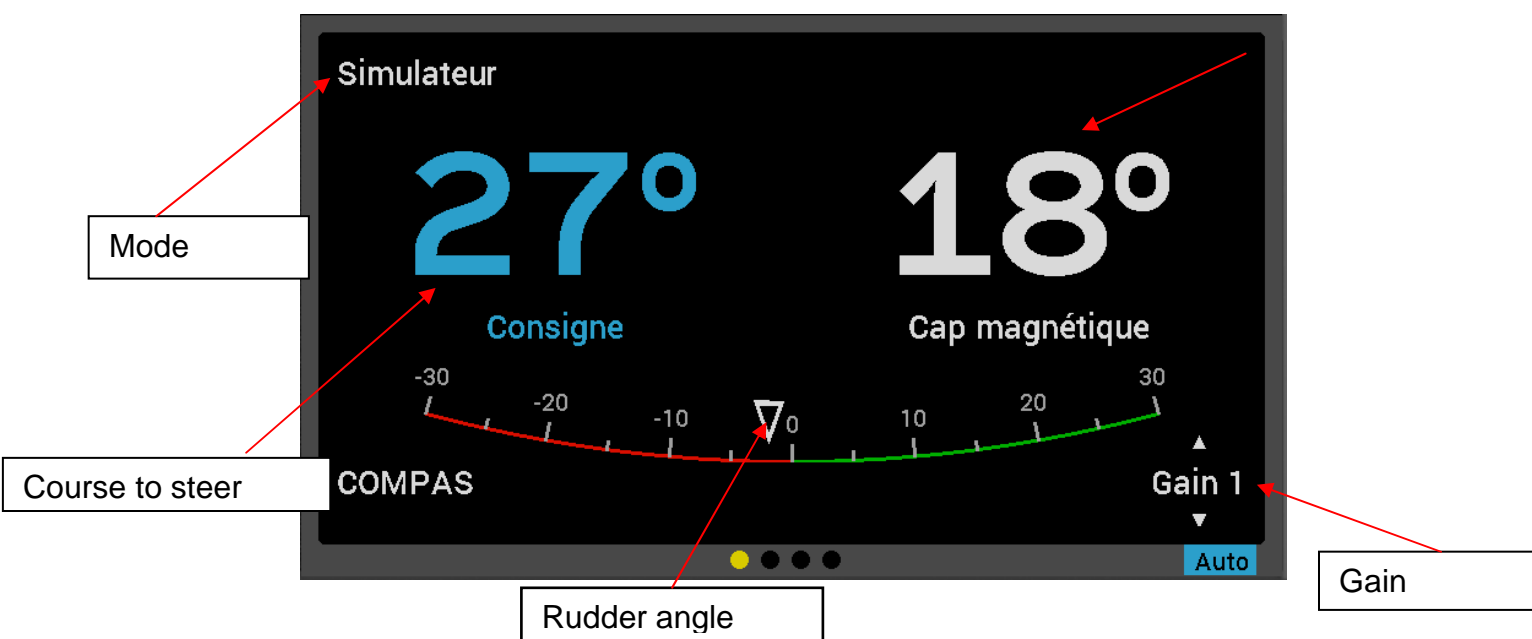 Simulateur
27°
18°
Mode
Consigne
Cap magnétique
-30
-20
-10
0
10
20
30
Course to steer
COMPAS
Gain 1
Auto
Gain
Rudder angle